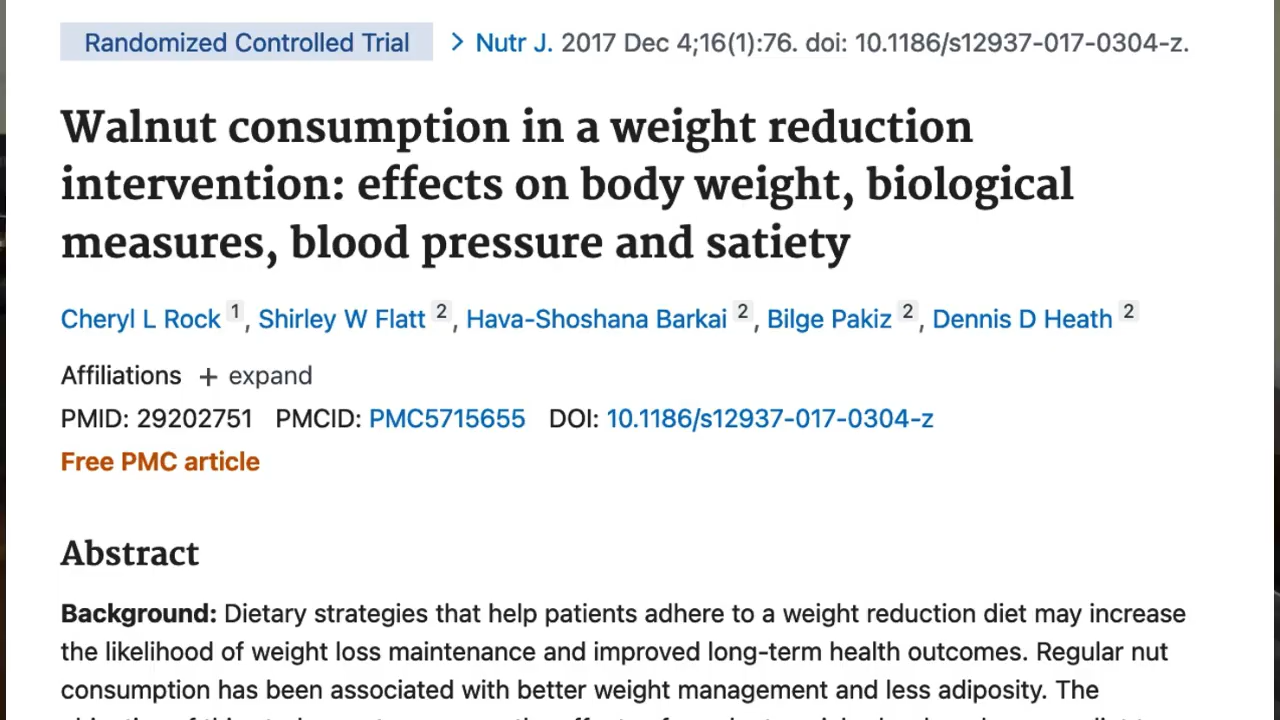 Randomized Controlled Trial > Nutr J. 2017 Dec 4;16(1):76. doi: 10.1186/s12937-017-0304-z.
Walnut consumption in a weight reduction
intervention: effects on body weight, biological
measures, blood pressure and satiety
Cheryl L Rock 1, Shirley W Flatt 2, Hava-Shoshana Barkai 2, Bilge Pakiz 2, Dennis D Heath 2
Affiliations + expand
PMID: 29202751 PMCID: PMC5715655 DOI: 10.1186/s12937-017-0304-z
Free PMC article
Abstract
Background: Dietary strategies that help patients adhere to a weight reduction diet may increase
the likelihood of weight loss maintenance and improved long-term health outcomes. Regular nut
consumption has been associated with better weight management and less adiposity. The